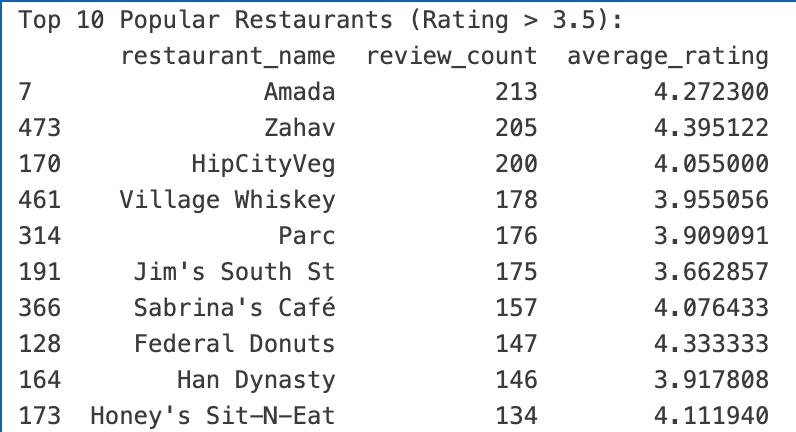 Top 10 Popular Restaurants (Rating > 3.5):
restaurant_name review_count average_rating
7 Amada 213 4.272300
473 Zahav 205 4.395122
170 HipCityVeg 200 4.055000
461 Village Whiskey 178 3.955056
314 Parc 176 3.909091
191 Jim's South St 175 3.662857
366 Sabrina's Café 157 4.076433
128 Federal Donuts 147 4.333333
164 Han Dynasty 146 3.917808
173 Honey's Sit-N-Eat 134 4.111940